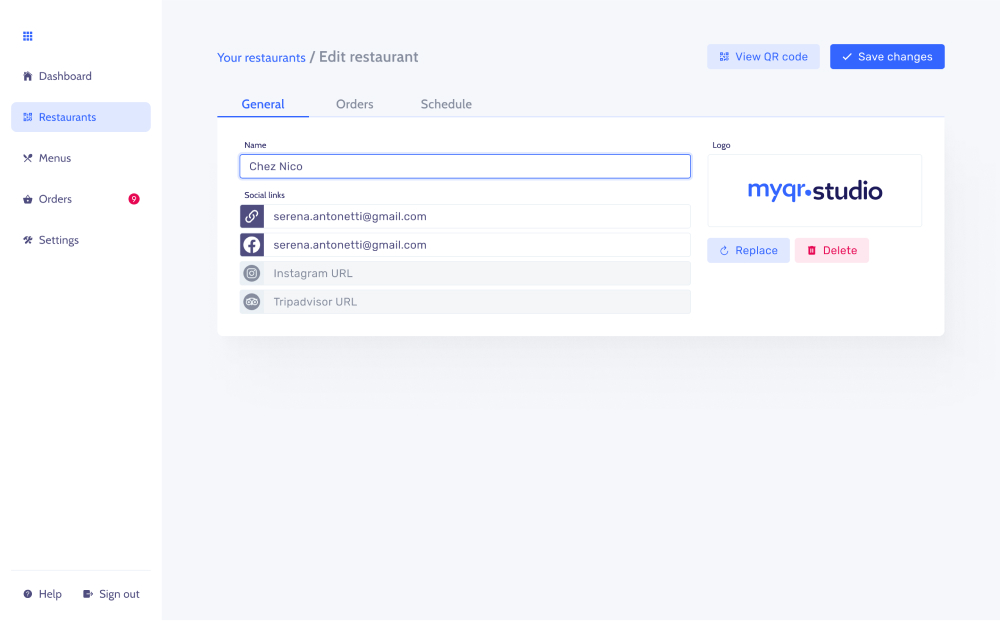 Dashboard
Restaurants
Menus
Orders 9
Settings
Help Sign out
Your restaurants / Edit restaurant
View QR code Save changes
General Orders Schedule
Name
Chez Nico
Social links
serena.antonetti@gmail.com
serena.antonetti@gmail.com
Instagram URL
Tripadvisor URL
Logo
myqr.studio
Replace Delete